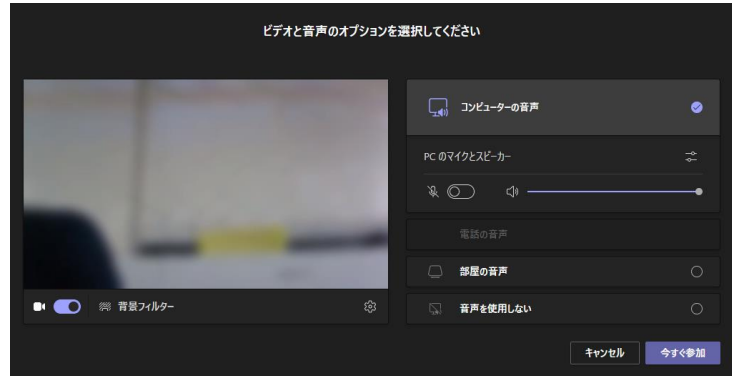 ビデオと音声のオプションを選択してください
コンピューターの音声
PC のマイクとスピーカー
電話の音声
部屋の音声
音声を使用しない
背景フィルター
キャンセル
今すぐ参加